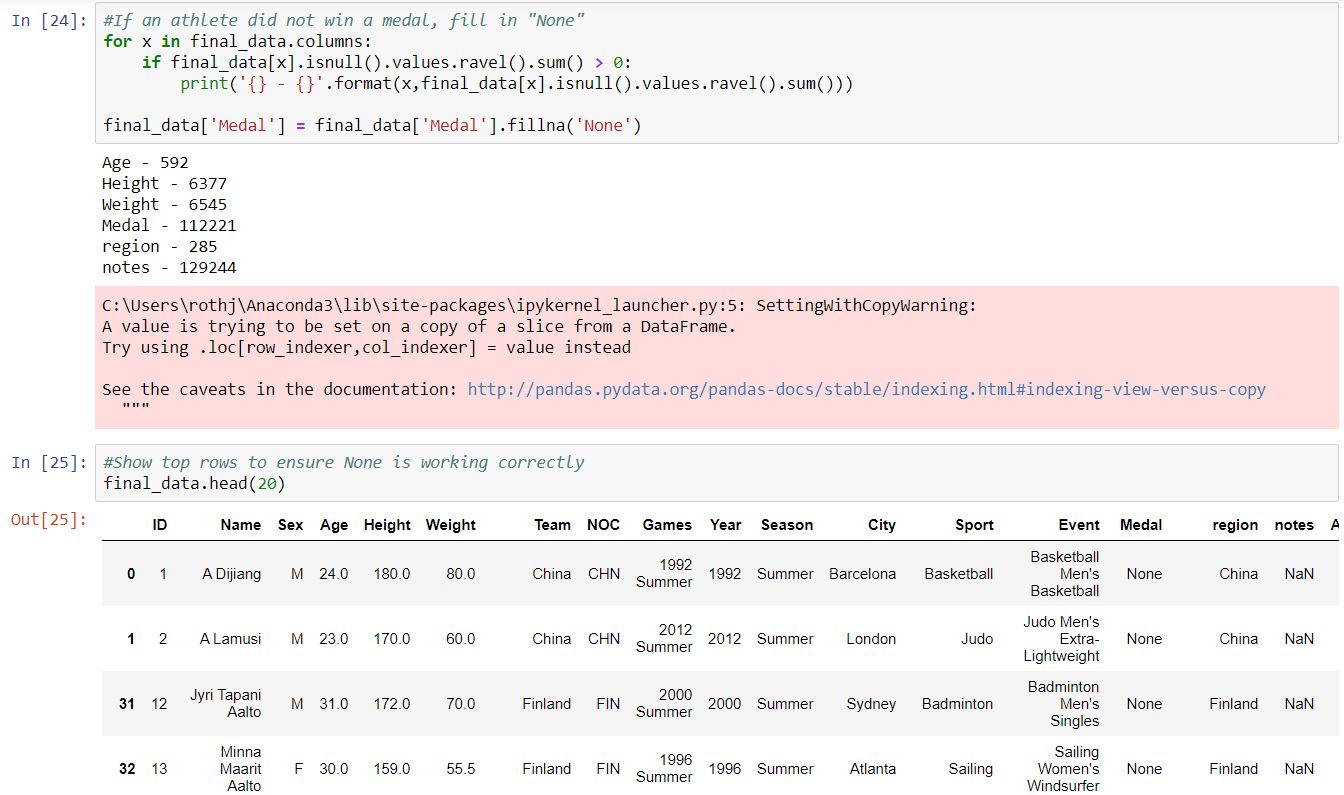 In [24]: #If an athlete did not win a medal, fill in "None"
for x in final_data.columns:
    if final_data[x].isnull().values.ravel().sum() > 0:
        print('{} - {}'.format(x,final_data[x].isnull().values.ravel().sum()))
final_data['Medal'] = final_data['Medal'].fillna('None')
Age - 592
Height - 6377
Weight - 6545
Medal - 112221
region - 285
notes - 129244
C:\Users\rothj\Anaconda3\lib\site-packages\ipykernel_launcher.py:5: SettingWithCopyWarning:
A value is trying to be set on a copy of a slice from a DataFrame.
Try using .loc[row_indexer,col_indexer] = value instead
See the caveats in the documentation: http://pandas.pydata.org/pandas-docs/stable/indexing.html#indexing-view-versus-copy
  """
In [25]: #Show top rows to ensure None is working correctly
final_data.head(20)
Out[25]:
ID Name Sex Age Height Weight Team NOC Games Year Season City Sport Event Medal region notes
0 1 A Dijiang M 24.0 180.0 80.0 China CHN 1992 Summer 1992 Summer Barcelona Basketball Basketball Men's Basketball None China NaN
1 2 A Lamusi M 23.0 170.0 60.0 China CHN 2012 Summer 2012 Summer London Judo Judo Men's Extra-Lightweight None China NaN
31 12 Jyri Tapani Aalto M 31.0 172.0 70.0 Finland FIN 2000 Summer 2000 Summer Sydney Badminton Badminton Men's Singles None Finland NaN
32 13 Minna Maarit Aalto F 30.0 159.0 55.5 Finland FIN 1996 Summer 1996 Summer Atlanta Sailing Sailing Women's Windsurfer None Finland NaN